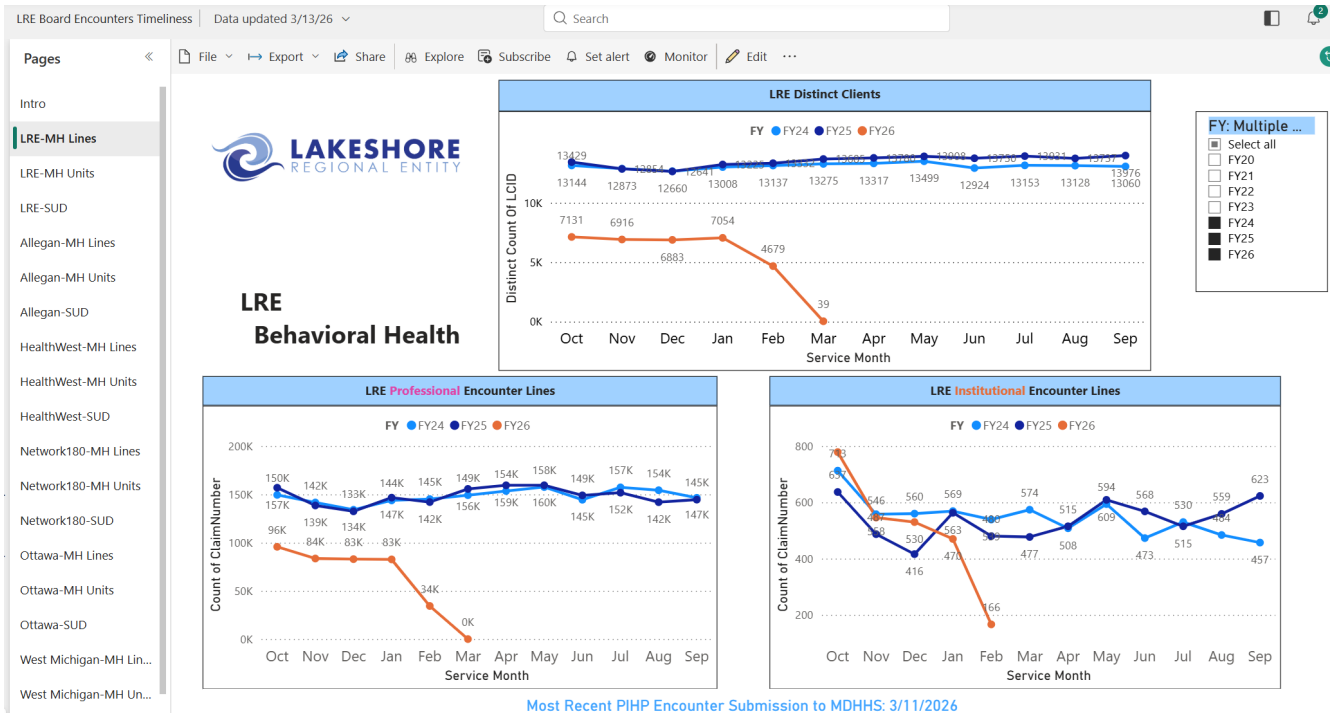 LRE Board Encounters Timeliness | Data updated 3/13/26
Search
2
Pages
File Export Share Explore Subscribe Set alert Monitor Edit ...
Intro
LRE-MH Lines
LRE-MH Units
LRE-SUD
Allegan-MH Lines
Allegan-MH Units
Allegan-SUD
HealthWest-MH Lines
HealthWest-MH Units
HealthWest-SUD
Network180-MH Lines
Network180-MH Units
Network180-SUD
Ottawa-MH Lines
Ottawa-MH Units
Ottawa-SUD
West Michigan-MH Lin...
West Michigan-MH Un...
LAKESHORE
REGIONAL ENTITY
LRE
Behavioral Health
LRE Distinct Clients
FY FY24 FY25 FY26
Distinct Count Of LCID
10K
5K
0K
13429 12854 12641
13144 12873 12660 13008 13137 13275 13317 13499 12924 13153 13128 13060
13976
7131 6916 6883 7054 4679 39
Oct Nov Dec Jan Feb Mar Apr May Jun Jul Aug Sep
Service Month
FY: Multiple ...
Select all
FY20
FY21
FY22
FY23
FY24
FY25
FY26
LRE Professional Encounter Lines
FY FY24 FY25 FY26
Count of ClaimNumber
200K
150K
100K
50K
0K
150K 142K 133K 144K 145K 149K 154K 158K 149K 157K 154K 145K
157K 139K 134K 147K 142K 156K 159K 160K 145K 152K 142K 147K
96K 84K 83K 83K 34K 0K
Oct Nov Dec Jan Feb Mar Apr May Jun Jul Aug Sep
Service Month
LRE Institutional Encounter Lines
FY FY24 FY25 FY26
Count of ClaimNumber
800
600
400
200
546 560 569 574 515 594 568 530 559 623
530 416 563 470 477 508 609 473 515 457
166
Oct Nov Dec Jan Feb Mar Apr May Jun Jul Aug Sep
Service Month
Most Recent PIHP Encounter Submission to MDHHS: 3/11/2026